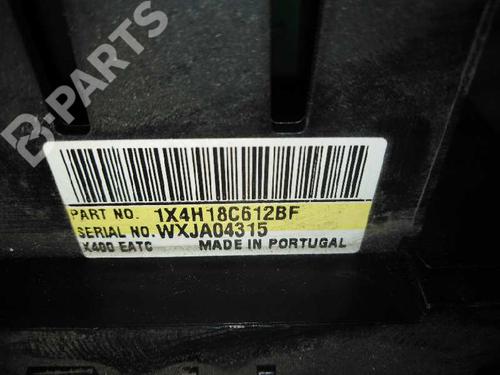 B-PARTS
PART NO. 1X4H18C612BF
SERIAL NO. WXJA04315
X400 EATC MADE IN PORTUGAL